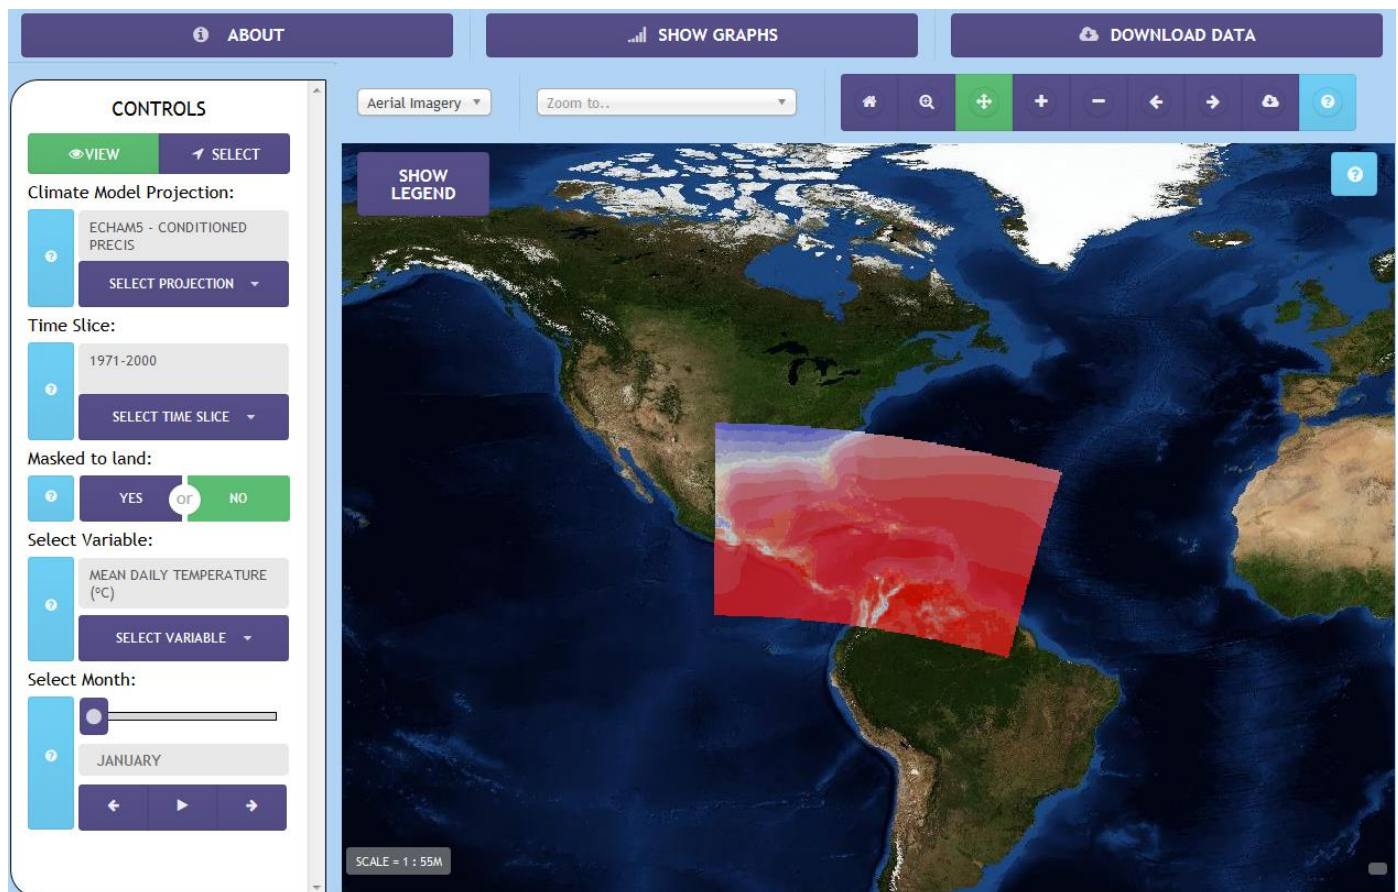 ABOUT
SHOW GRAPHS
DOWNLOAD DATA
CONTROLS
VIEW
SELECT
Climate Model Projection:
ECHAM5 - CONDITIONED
PRECIS
SELECT PROJECTION
Time Slice:
1971-2000
SELECT TIME SLICE
Masked to land:
YES
or
NO
Select Variable:
MEAN DAILY TEMPERATURE
(ºC)
SELECT VARIABLE
Select Month:
JANUARY
Aerial Imagery
Zoom to..
SHOW
LEGEND
SCALE = 1 : 55M